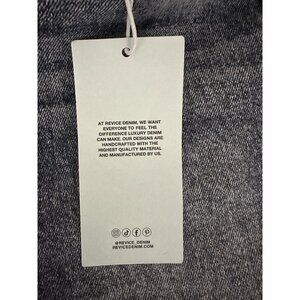 AT REVICE DENIM, WE WANT
EVERYONE TO FEEL THE
DIFFERENCE LUXURY DENIM
CAN MAKE. OUR DESIGNS ARE
HANDCRAFTED WITH THE
HIGHEST QUALITY MATERIAL
AND MANUFACTURED BY US.
@REVICE_DENIM
REVICEDENIM.COM